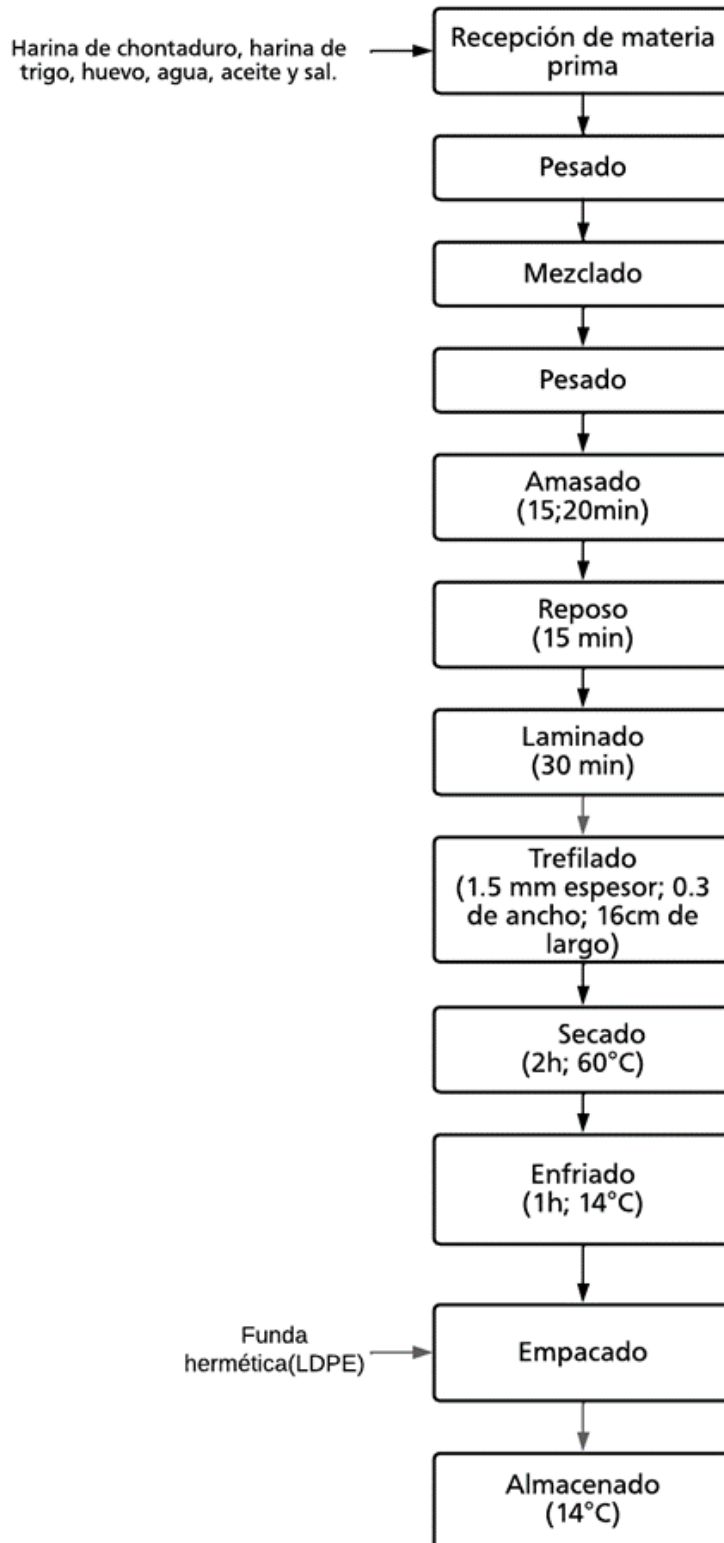 Harina de chontaduro, harina de
trigo, huevo, agua, aceite y sal.
Recepción de materia
prima
Pesado
Mezclado
Pesado
Amasado
(15;20min)
Reposo
(15 min)
Laminado
(30 min)
Trefilado
(1.5 mm espesor; 0.3
de ancho; 16cm de
largo)
Secado
(2h; 60°C)
Enfriado
(1h; 14°C)
Funda
hermética(LDPE)
Empacado
Almacenado
(14°C)